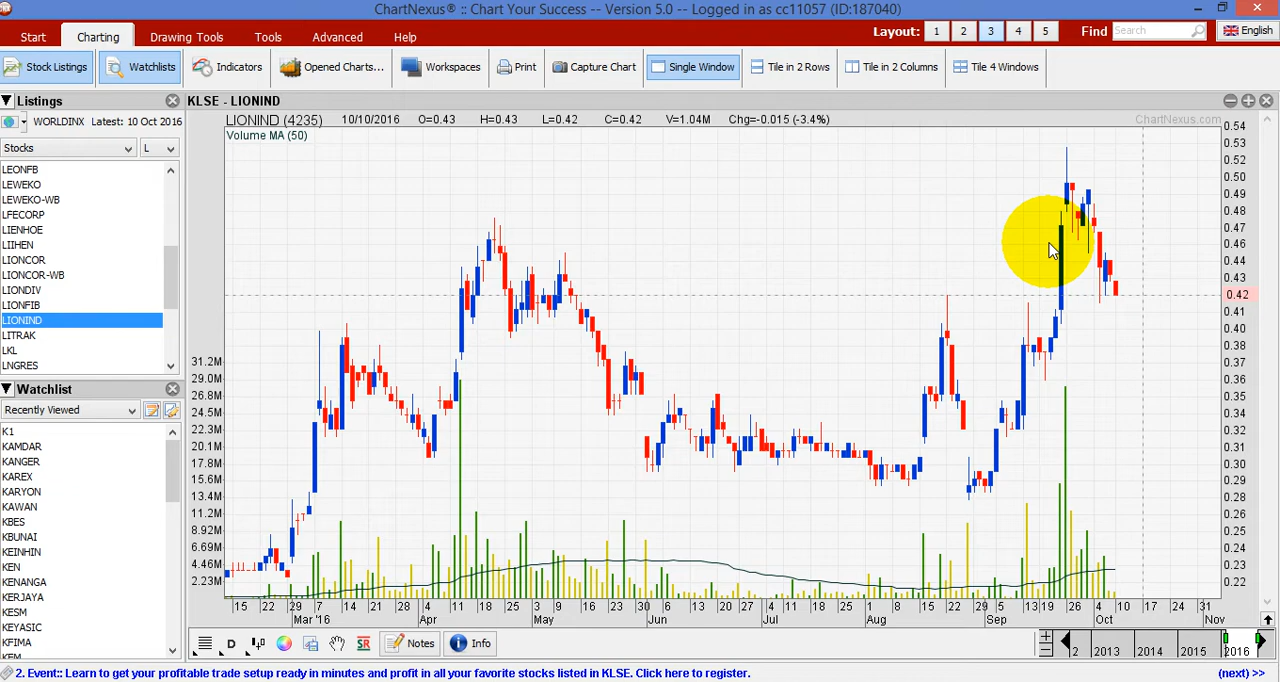 ChartNexus® :: Chart Your Success -- Version 5.0 -- Logged in as cc11057 (ID:187040)
Start Charting Drawing Tools Tools Advanced Help Layout: 1 2 3 4 5 Find Search English
Stock Listings Watchlists Indicators Opened Charts... Workspaces Print Capture Chart Single Window Tile in 2 Rows Tile in 2 Columns Tile 4 Windows
Listings
WORLDINX Latest: 10 Oct 2016
Stocks L
LEONFB
LEWEKO
LEWEKO-WB
LFECORP
LIENHOE
LIIHEN
LIONCOR
LIONCOR-WB
LIONDIV
LIONFIB
LIONIND
LITRAK
LKL
LNGRES
Watchlist
Recently Viewed
K1
KAMDAR
KANGER
KAREX
KARYON
KAWAN
KBES
KBUNAI
KEINHIN
KEN
KENANGA
KERJAYA
KESM
KEYASIC
KFIMA
KLSE - LIONIND
LIONIND (4235) 10/10/2016 O=0.43 H=0.43 L=0.42 C=0.42 V=1.04M Chg=-0.015 (-3.4%) ChartNexus.com
Volume MA (50)
0.54
0.53
0.52
0.50
0.49
0.48
0.47
0.46
0.44
0.43
0.42
0.41
0.40
0.38
0.37
0.36
0.35
0.34
0.32
0.31
0.30
0.29
0.28
0.26
0.25
0.24
0.23
0.22
31.2M
29.0M
26.8M
24.5M
22.3M
20.1M
17.8M
15.6M
13.4M
11.2M
8.92M
6.69M
4.46M
2.23M
15 22 29 7 14 21 28 4 11 18 25 3 9 16 23 30 6 13 20 27 4 11 18 25 1 8 15 22 29 5 13 19 26 4 10 17 24 31
Mar '16 Apr May Jun Jul Aug Sep Oct Nov
D SR Notes Info 2 2013 2014 2015 2016
2. Event:: Learn to get your profitable trade setup ready in minutes and profit in all your favorite stocks listed in KLSE. Click here to register. (next) >>